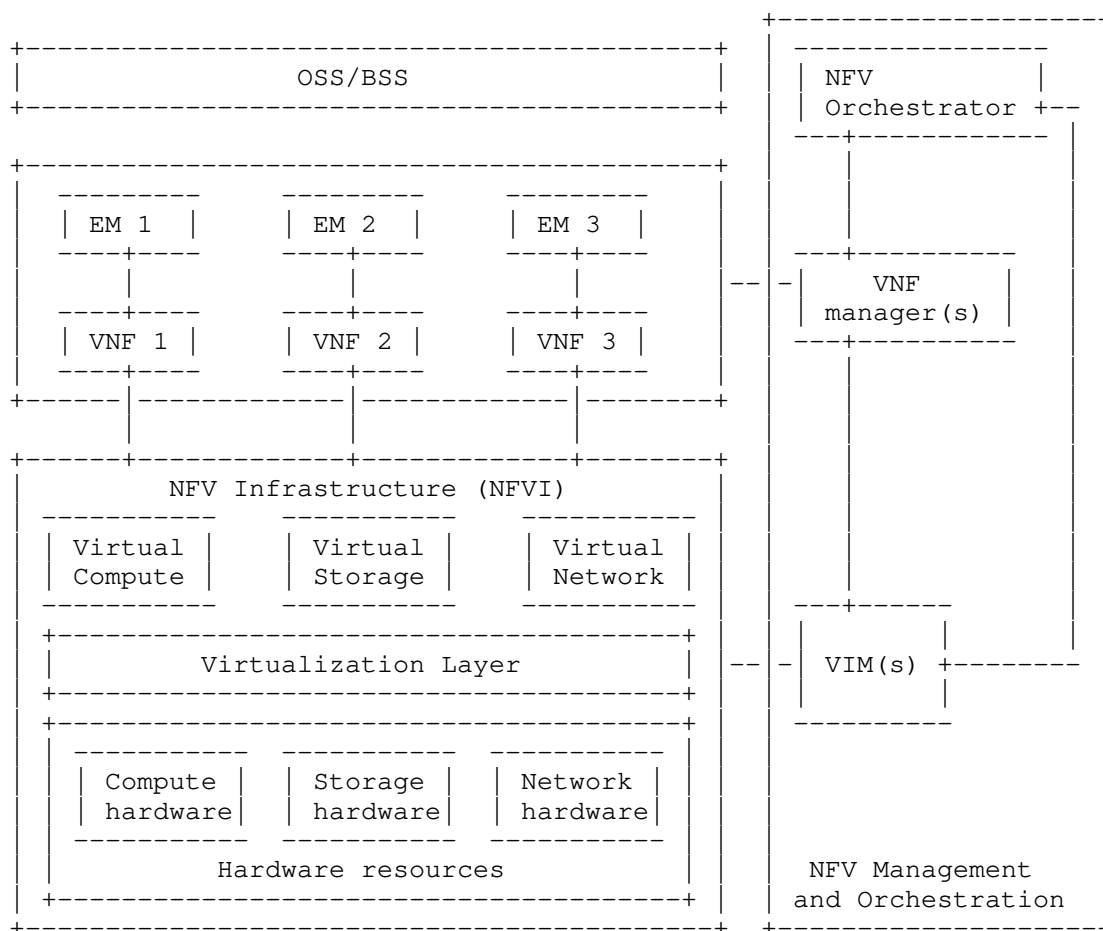 OSS/BSS
NFV
Orchestrator
EM 1 EM 2 EM 3
VNF
manager(s)
VNF 1 VNF 2 VNF 3
NFV Infrastructure (NFVI)
Virtual Virtual Virtual
Compute Storage Network
Virtualization Layer
VIM(s)
Compute Storage Network
hardware hardware hardware
Hardware resources
NFV Management
and Orchestration